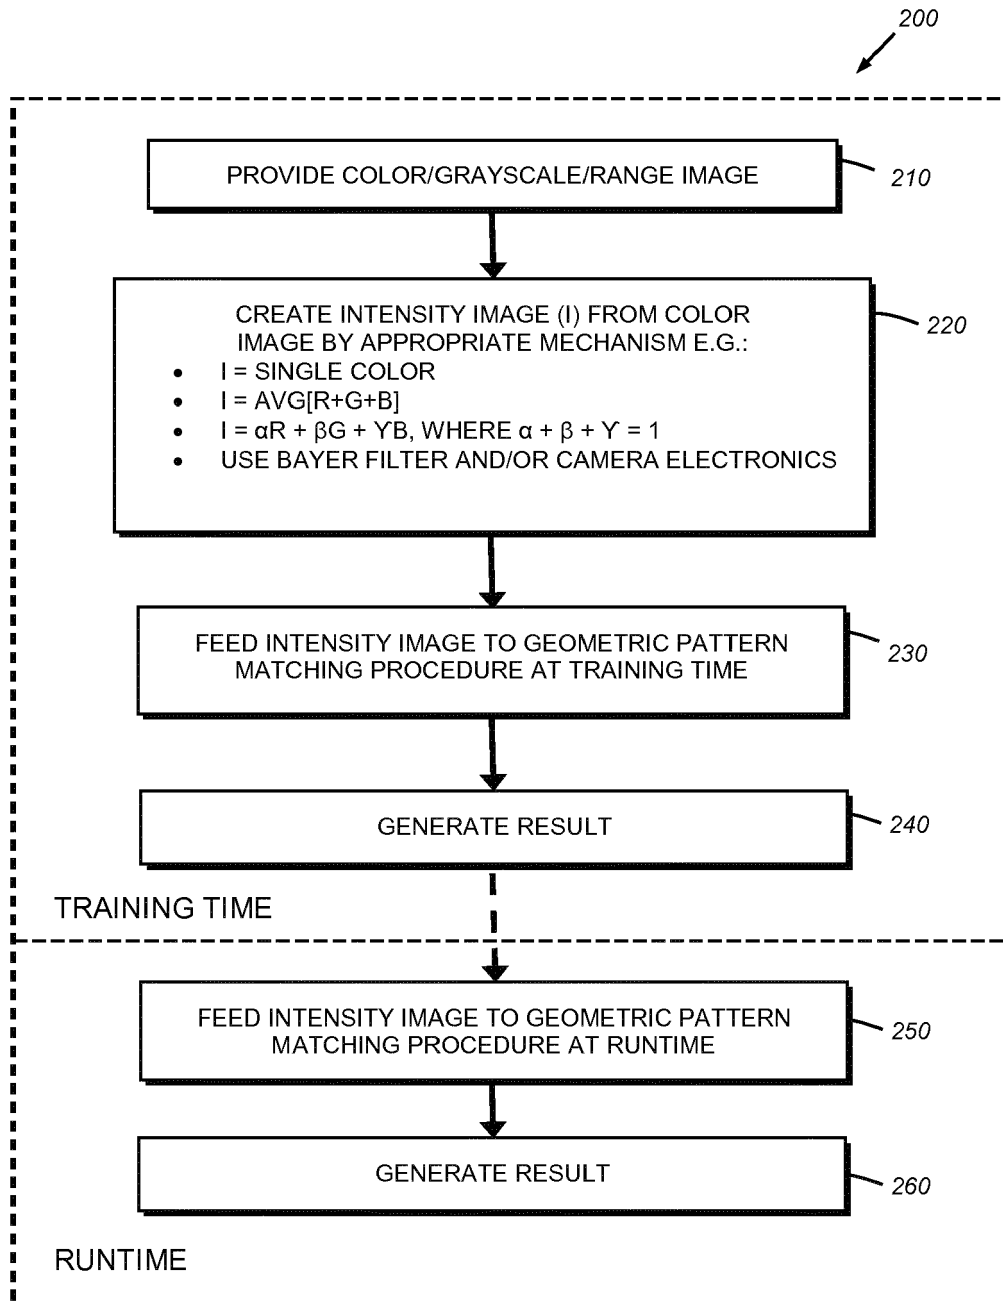 200
PROVIDE COLOR/GRAYSCALE/RANGE IMAGE
210
CREATE INTENSITY IMAGE (I) FROM COLOR
IMAGE BY APPROPRIATE MECHANISM E.G.:
• I = SINGLE COLOR
• I = AVG[R+G+B]
• I = αR + βG + ϒB, WHERE α + β + ϒ = 1
• USE BAYER FILTER AND/OR CAMERA ELECTRONICS
220
FEED INTENSITY IMAGE TO GEOMETRIC PATTERN
MATCHING PROCEDURE AT TRAINING TIME
230
GENERATE RESULT
240
TRAINING TIME
FEED INTENSITY IMAGE TO GEOMETRIC PATTERN
MATCHING PROCEDURE AT RUNTIME
250
GENERATE RESULT
260
RUNTIME